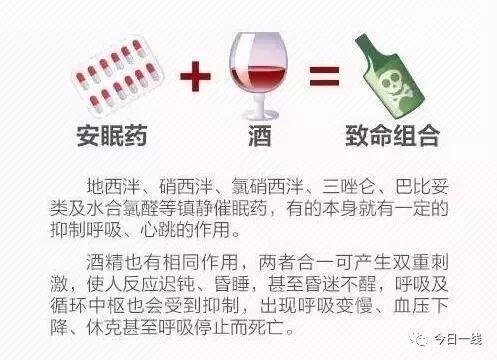 + =
安眠药 酒 致命组合
地西泮、硝西泮、氯硝西泮、三唑仑、巴比妥
类及水合氯醛等镇静催眠药，有的本身就有一定的
抑制呼吸、心跳的作用。
酒精也有相同作用，两者合一可产生双重刺
激，使人反应迟钝、昏睡，甚至昏迷不醒，呼吸及
循环中枢也会受到抑制，出现呼吸变慢、血压下
降、休克甚至呼吸停止而死亡。
今日一线